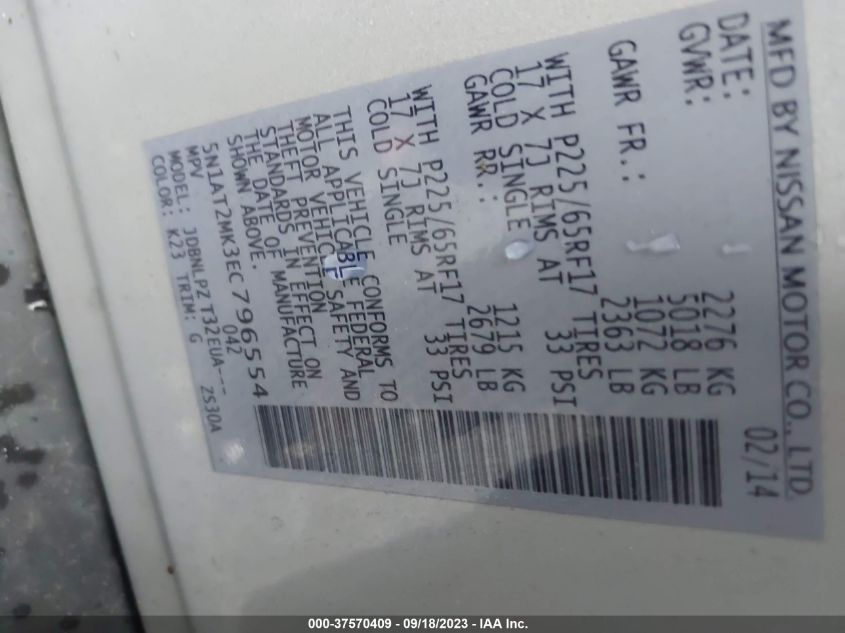 MFD BY NISSAN MOTOR CO., LTD
DATE: 02/14
GVWR: 2276 KG
5018 LB
GAWR FR.: 1072 KG
2363 LB
WITH P225/65RF17 TIRES
17 X 7J RIMS AT 33 PSI
COLD SINGLE
GAWR RR.: 1215 KG
2679 LB
WITH P225/65RF17 TIRES
17 X 7J RIMS AT 33 PSI
COLD SINGLE
THIS VEHICLE CONFORMS TO
ALL APPLICABLE FEDERAL
MOTOR VEHICLE SAFETY AND
THEFT PREVENTION
STANDARDS IN EFFECT ON
THE DATE OF MANUFACTURE
SHOWN ABOVE.
5N1AT2MK3EC796554
MPV 042
MODEL: JDBNLPZ T32EUA---
COLOR: K23 TRIM: G ZS30A
000-37570409 - 09/18/2023 - IAA Inc.